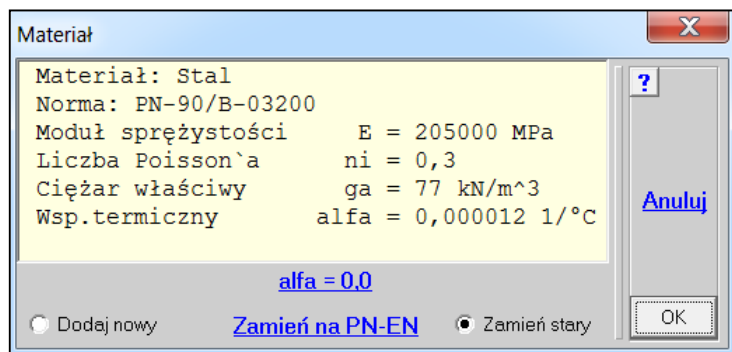 Materiał
X
Materiał: Stal
Norma: PN-90/B-03200
Moduł sprężystości E = 205000 MPa
Liczba Poisson`a ni = 0,3
Ciężar właściwy ga = 77 kN/m^3
Wsp.termiczny alfa = 0,000012 1/°C
?
Anuluj
alfa = 0,0
Dodaj nowy Zamień na PN-EN Zamień stary OK